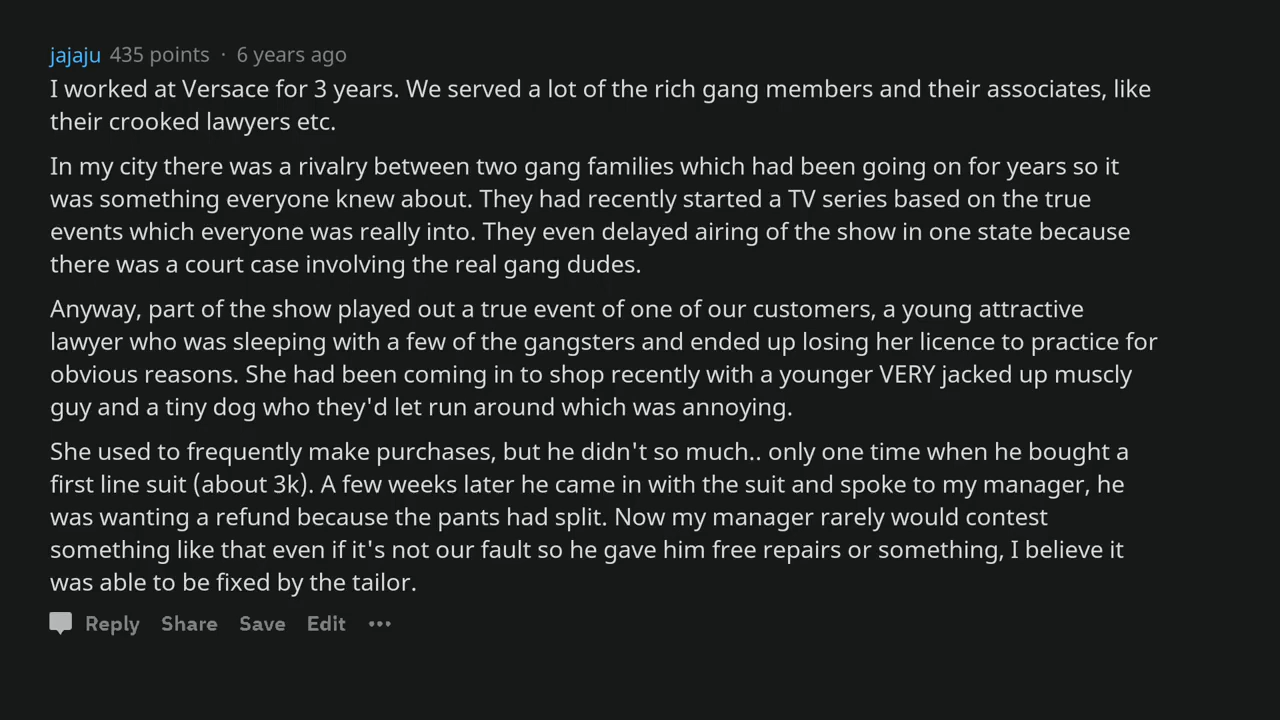 jajaju 435 points · 6 years ago
I worked at Versace for 3 years. We served a lot of the rich gang members and their associates, like
their crooked lawyers etc.
In my city there was a rivalry between two gang families which had been going on for years so it
was something everyone knew about. They had recently started a TV series based on the true
events which everyone was really into. They even delayed airing of the show in one state because
there was a court case involving the real gang dudes.
Anyway, part of the show played out a true event of one of our customers, a young attractive
lawyer who was sleeping with a few of the gangsters and ended up losing her licence to practice for
obvious reasons. She had been coming in to shop recently with a younger VERY jacked up muscly
guy and a tiny dog who they'd let run around which was annoying.
She used to frequently make purchases, but he didn't so much.. only one time when he bought a
first line suit (about 3k). A few weeks later he came in with the suit and spoke to my manager, he
was wanting a refund because the pants had split. Now my manager rarely would contest
something like that even if it's not our fault so he gave him free repairs or something, I believe it
was able to be fixed by the tailor.
Reply Share Save Edit •••